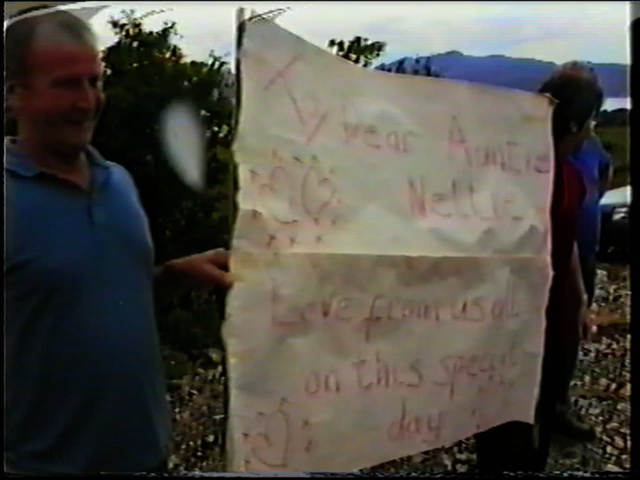 To dear Auntie
Nellie
Love from us all
on this special
day